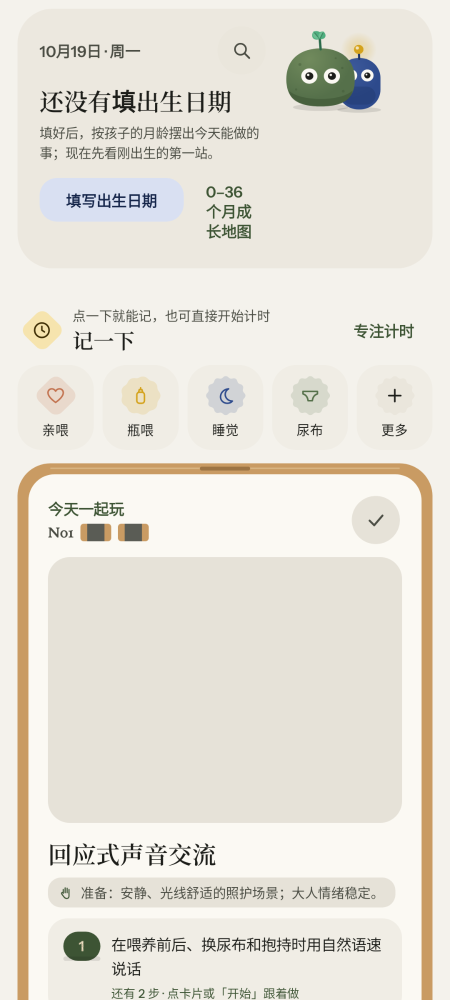 10月19日·周一
还没有填出生日期
填好后，按孩子的月龄摆出今天能做的
事；现在先看刚出生的第一站。
填写出生日期
0–36
个月成
长地图
点一下就能记，也可直接开始计时
记一下
专注计时
亲喂
瓶喂
睡觉
尿布
更多
今天一起玩
No1
回应式声音交流
准备：安静、光线舒适的照护场景；大人情绪稳定。
1
在喂养前后、换尿布和抱持时用自然语速
说话
还有 2 步·点卡片或「开始」跟着做